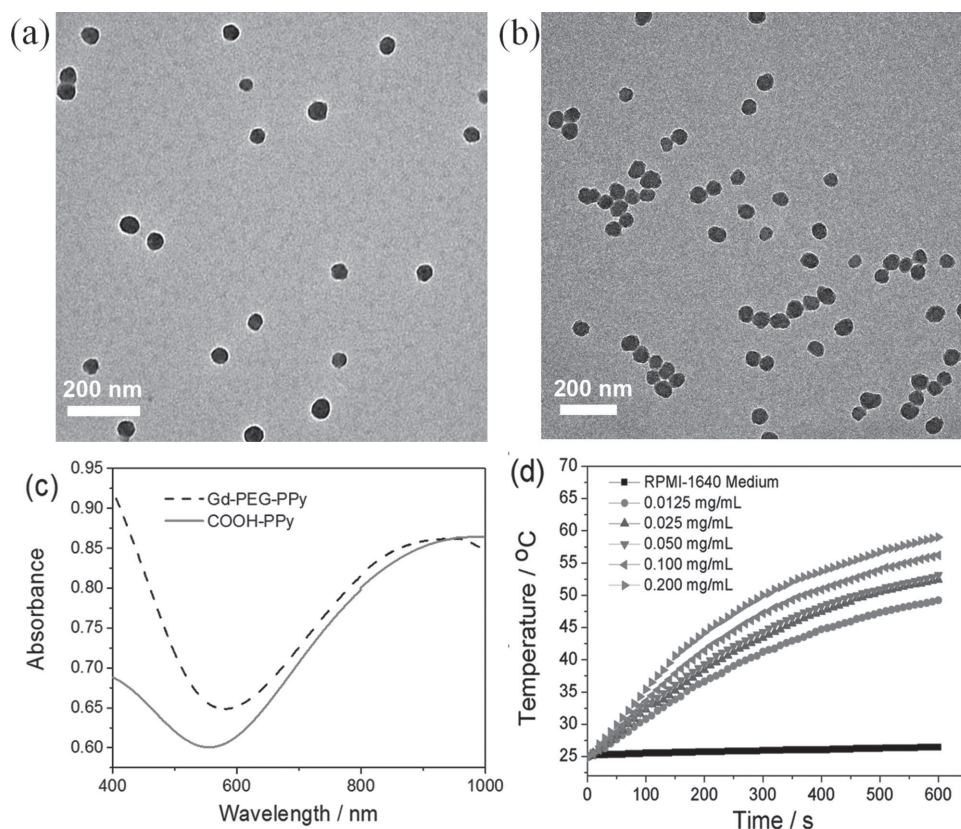 (a)
200 nm
(b)
200 nm
(c)
0.95
0.90
0.85
0.80
0.75
0.70
0.65
0.60
Absorbance
Gd-PEG-PPy
COOH-PPy
400
600
800
1000
Wavelength / nm
(d)
70
65
60
55
50
45
40
35
30
25
Temperature / °C
RPMI-1640 Medium
0.0125 mg/mL
0.025 mg/mL
0.050 mg/mL
0.100 mg/mL
0.200 mg/mL
0
100
200
300
400
500
600
Time / s